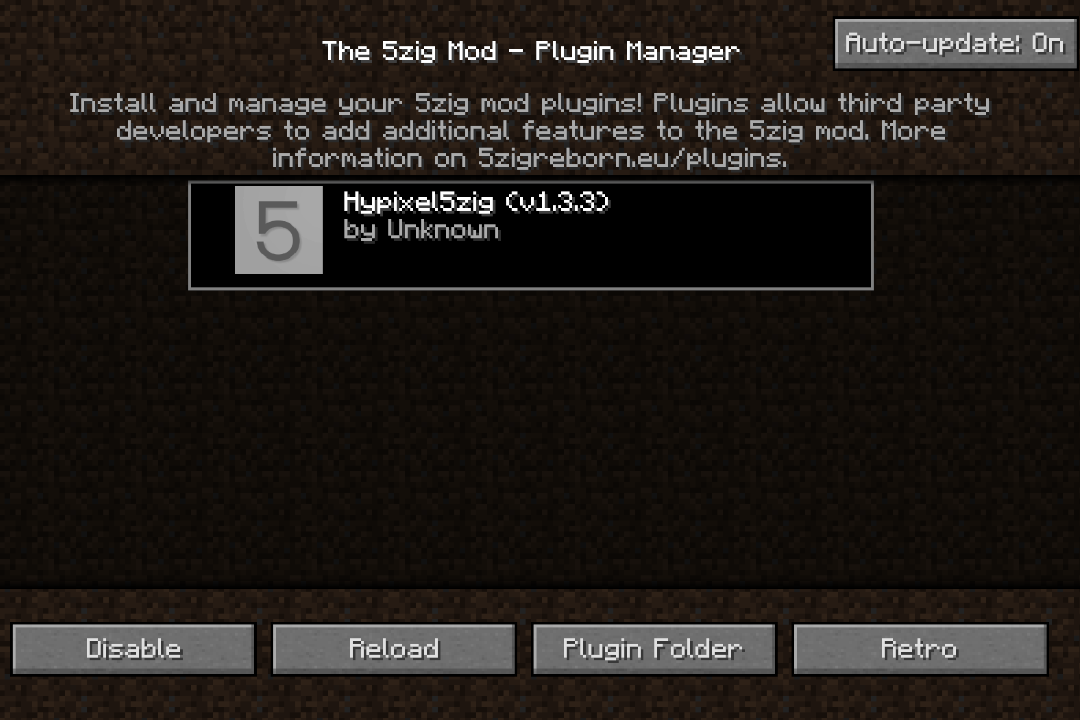 The 5zig Mod - Plugin Manager
Auto-update: On
Install and manage your 5zig mod plugins! Plugins allow third party
developers to add additional features to the 5zig mod. More
information on 5zigreborn.eu/plugins.
5
Hypixel5zig (v1.3.3)
by Unknown
Disable
Reload
Plugin Folder
Retro